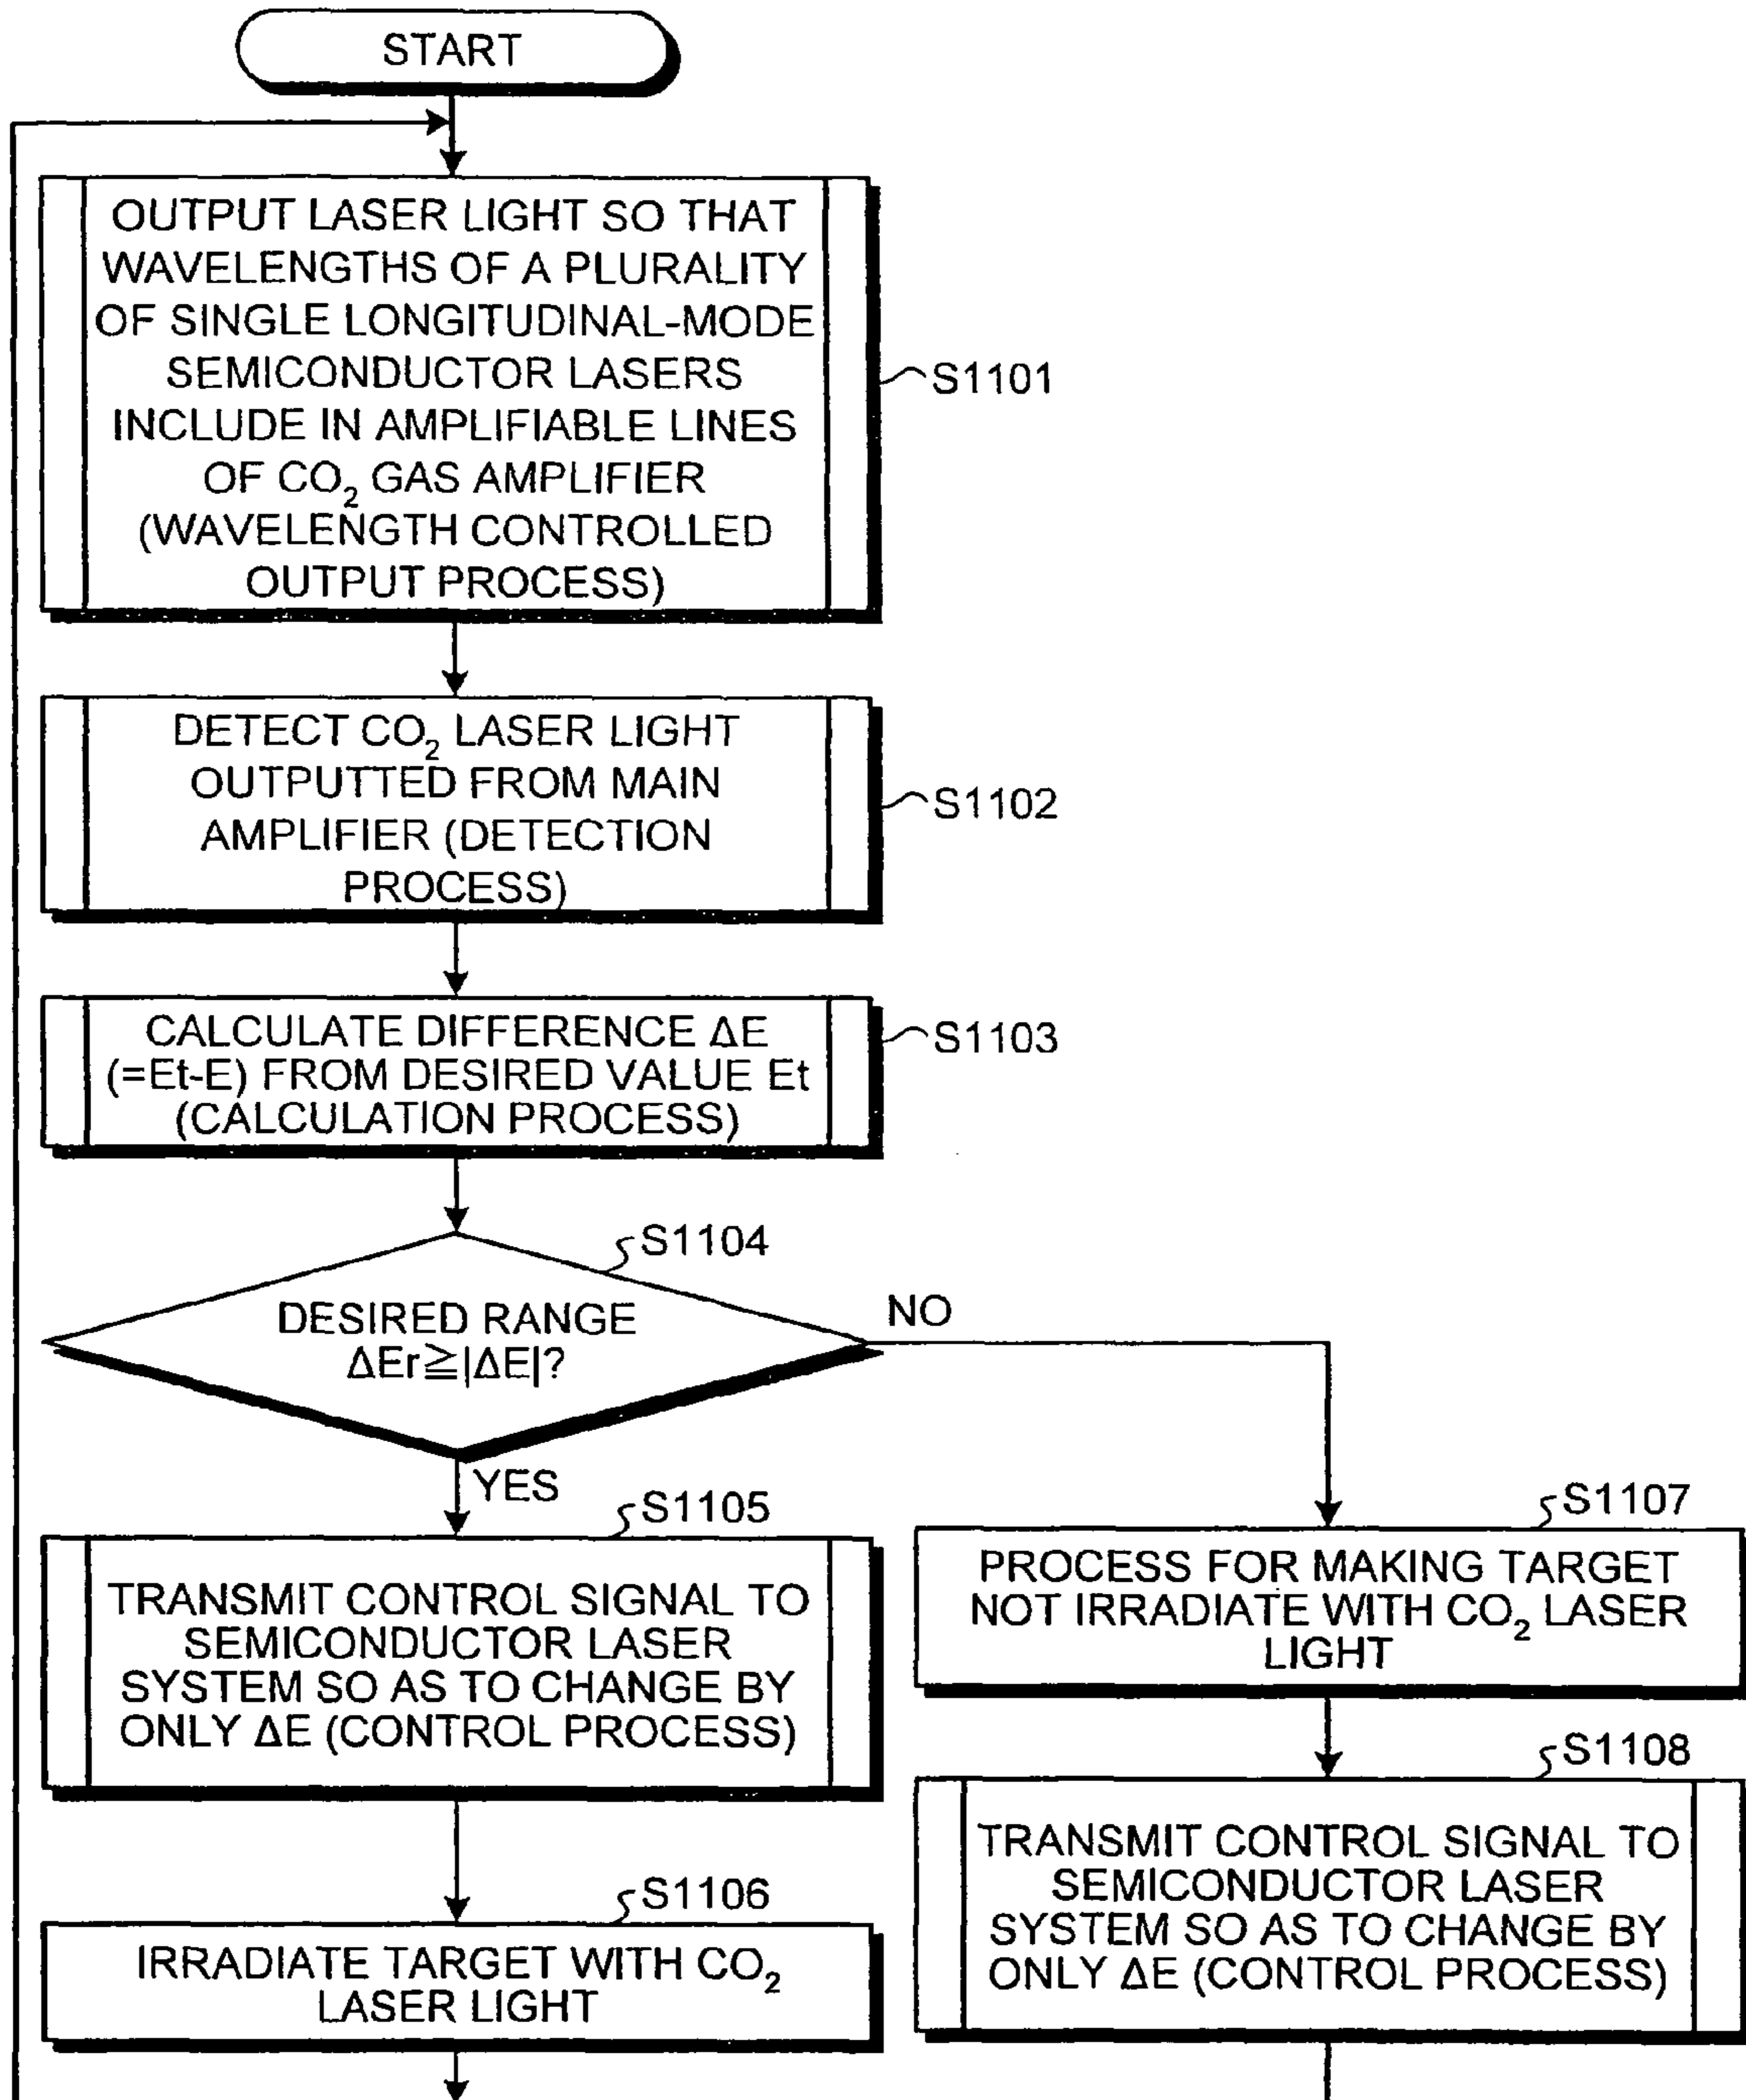 START
OUTPUT LASER LIGHT SO THAT
WAVELENGTHS OF A PLURALITY
OF SINGLE LONGITUDINAL-MODE
SEMICONDUCTOR LASERS
INCLUDE IN AMPLIFIABLE LINES
OF CO₂ GAS AMPLIFIER
(WAVELENGTH CONTROLLED
OUTPUT PROCESS)
S1101
DETECT CO₂ LASER LIGHT
OUTPUTTED FROM MAIN
AMPLIFIER (DETECTION
PROCESS)
S1102
CALCULATE DIFFERENCE ΔE
(=Et-E) FROM DESIRED VALUE Et
(CALCULATION PROCESS)
S1103
S1104
DESIRED RANGE
ΔEr≧|ΔE|?
NO
YES
S1105
TRANSMIT CONTROL SIGNAL TO
SEMICONDUCTOR LASER
SYSTEM SO AS TO CHANGE BY
ONLY ΔE (CONTROL PROCESS)
S1106
IRRADIATE TARGET WITH CO₂
LASER LIGHT
S1107
PROCESS FOR MAKING TARGET
NOT IRRADIATE WITH CO₂ LASER
LIGHT
S1108
TRANSMIT CONTROL SIGNAL TO
SEMICONDUCTOR LASER
SYSTEM SO AS TO CHANGE BY
ONLY ΔE (CONTROL PROCESS)